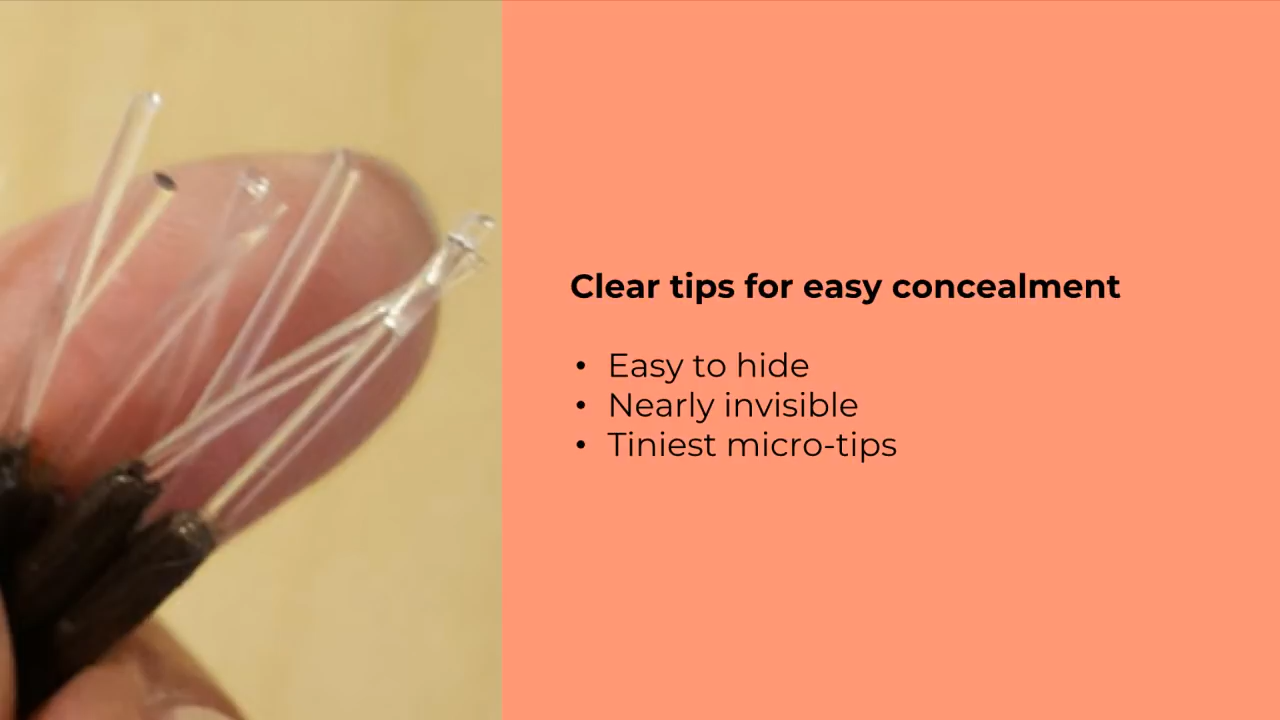 Clear tips for easy concealment
• Easy to hide
• Nearly invisible
• Tiniest micro-tips